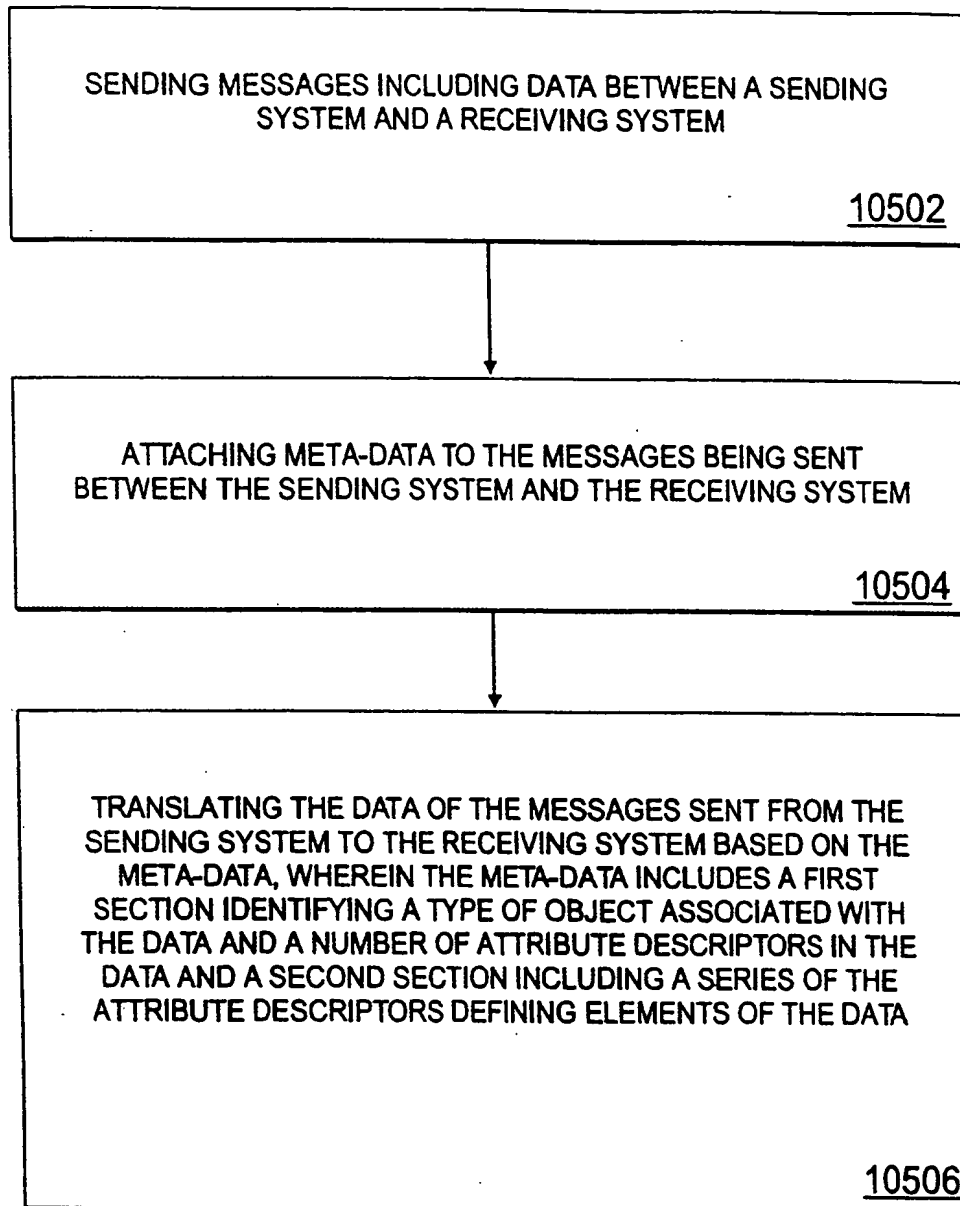 SENDING MESSAGES INCLUDING DATA BETWEEN A SENDING
SYSTEM AND A RECEIVING SYSTEM
10502
ATTACHING META-DATA TO THE MESSAGES BEING SENT
BETWEEN THE SENDING SYSTEM AND THE RECEIVING SYSTEM
10504
TRANSLATING THE DATA OF THE MESSAGES SENT FROM THE
SENDING SYSTEM TO THE RECEIVING SYSTEM BASED ON THE
META-DATA, WHEREIN THE META-DATA INCLUDES A FIRST
SECTION IDENTIFYING A TYPE OF OBJECT ASSOCIATED WITH
THE DATA AND A NUMBER OF ATTRIBUTE DESCRIPTORS IN THE
DATA AND A SECOND SECTION INCLUDING A SERIES OF THE
ATTRIBUTE DESCRIPTORS DEFINING ELEMENTS OF THE DATA
10506